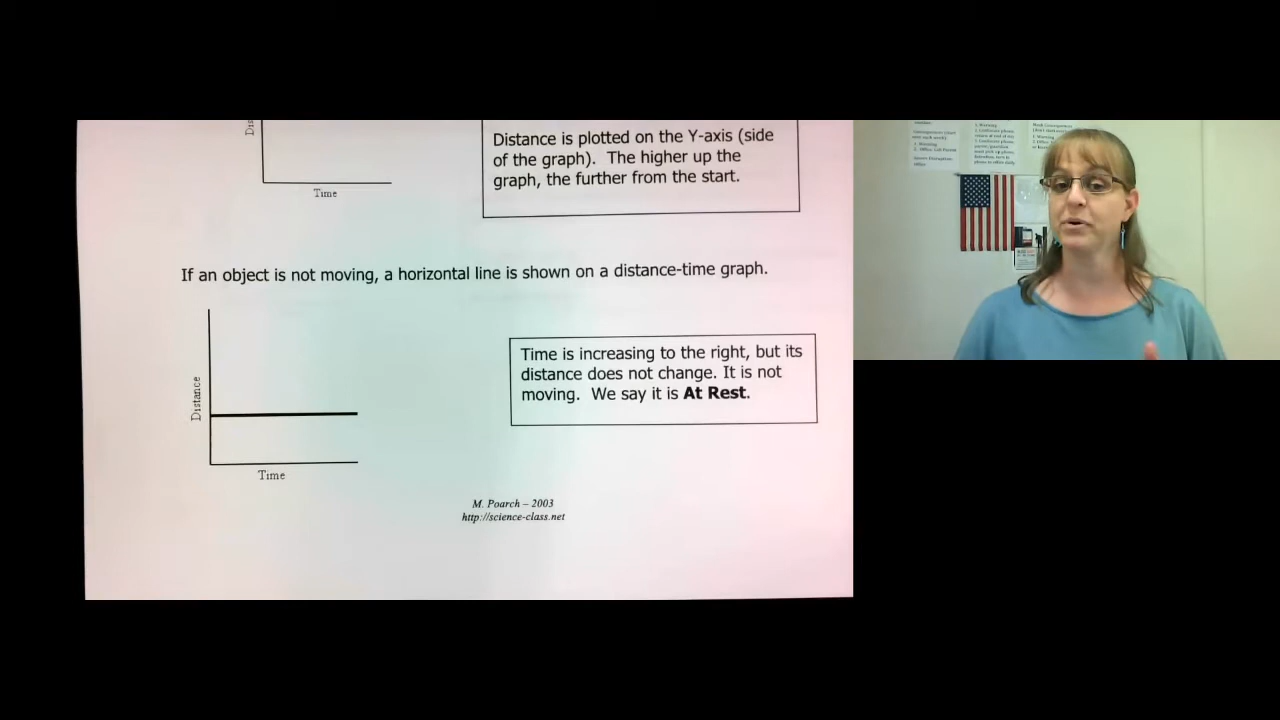 Dis
Distance is plotted on the Y-axis (side
of the graph). The higher up the
graph, the further from the start.
Time
If an object is not moving, a horizontal line is shown on a distance-time graph.
Distance
Time is increasing to the right, but its
distance does not change. It is not
moving. We say it is At Rest.
Time
M. Poarch – 2003
http://science-class.net